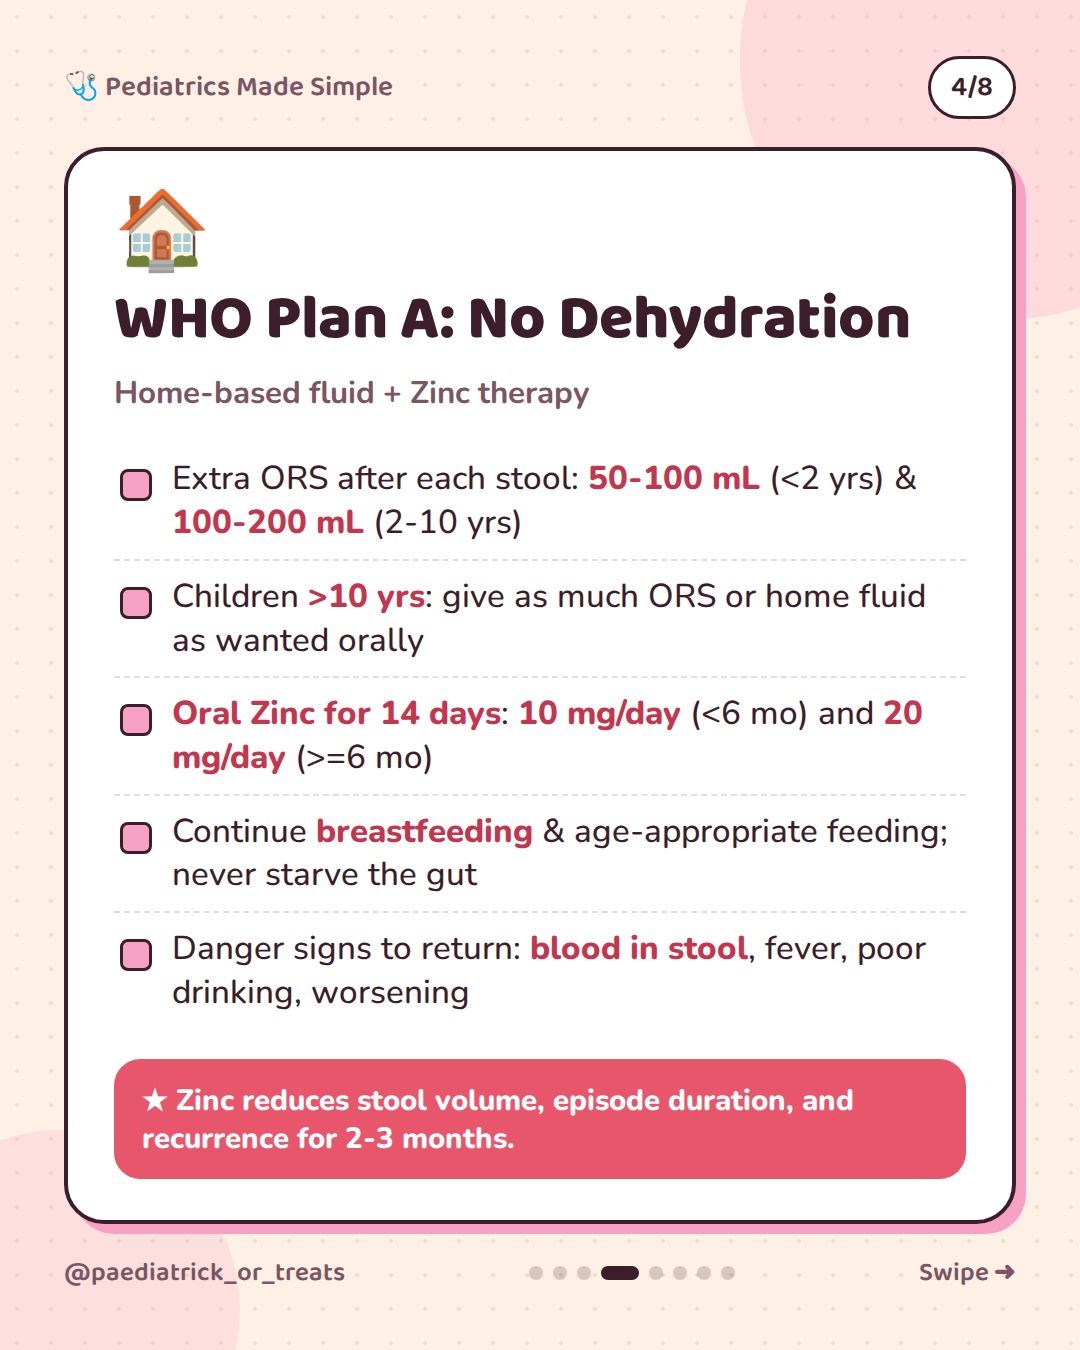 Pediatrics Made Simple
4/8
WHO Plan A: No Dehydration
Home-based fluid + Zinc therapy
Extra ORS after each stool: 50-100 mL (<2 yrs) &
100-200 mL (2-10 yrs)
Children >10 yrs: give as much ORS or home fluid
as wanted orally
Oral Zinc for 14 days: 10 mg/day (<6 mo) and 20
mg/day (>=6 mo)
Continue breastfeeding & age-appropriate feeding;
never starve the gut
Danger signs to return: blood in stool, fever, poor
drinking, worsening
★ Zinc reduces stool volume, episode duration, and
recurrence for 2-3 months.
@paediatrick_or_treats
Swipe ➜